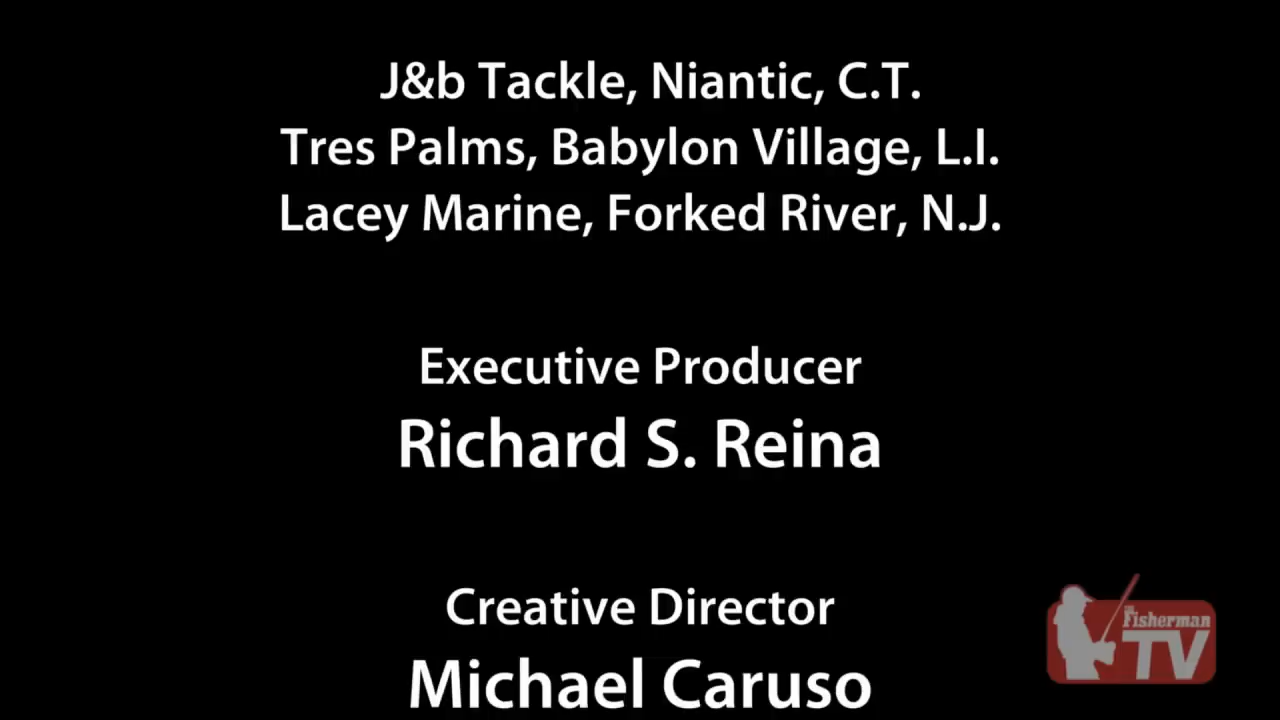 J&b Tackle, Niantic, C.T.
Tres Palms, Babylon Village, L.I.
Lacey Marine, Forked River, N.J.
Executive Producer
Richard S. Reina
Creative Director
Michael Caruso
The
Fisherman
TV